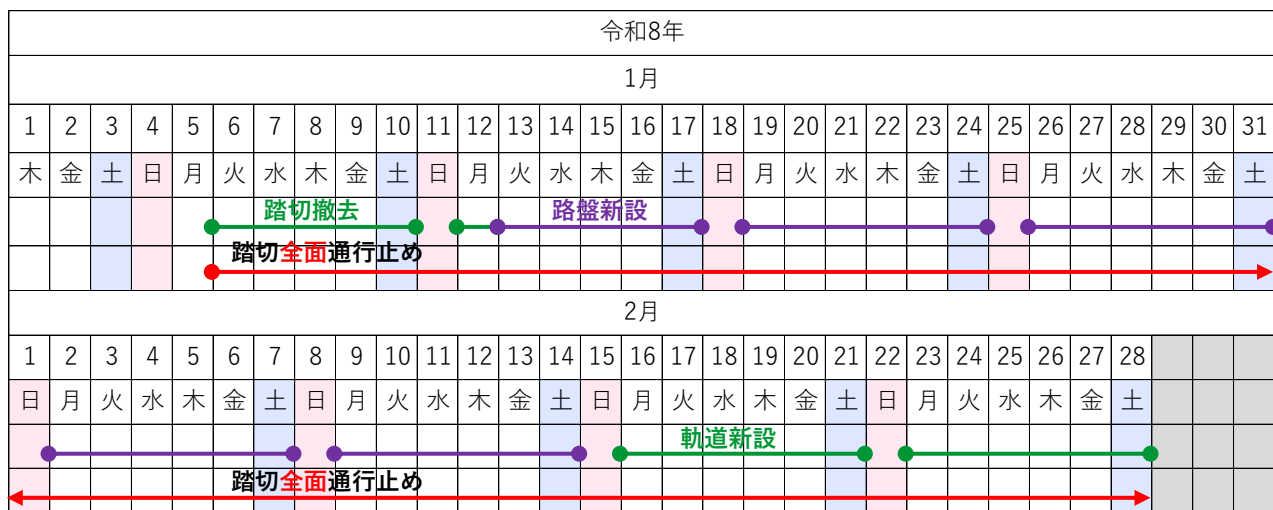 令和8年
1月
1 2 3 4 5 6 7 8 9 10 11 12 13 14 15 16 17 18 19 20 21 22 23 24 25 26 27 28 29 30 31
木 金 土 日 月 火 水 木 金 土 日 月 火 水 木 金 土 日 月 火 水 木 金 土 日 月 火 水 木 金 土
踏切撤去 路盤新設
踏切全面通行止め
2月
1 2 3 4 5 6 7 8 9 10 11 12 13 14 15 16 17 18 19 20 21 22 23 24 25 26 27 28
日 月 火 水 木 金 土 日 月 火 水 木 金 土 日 月 火 水 木 金 土 日 月 火 水 木 金 土
軌道新設
踏切全面通行止め